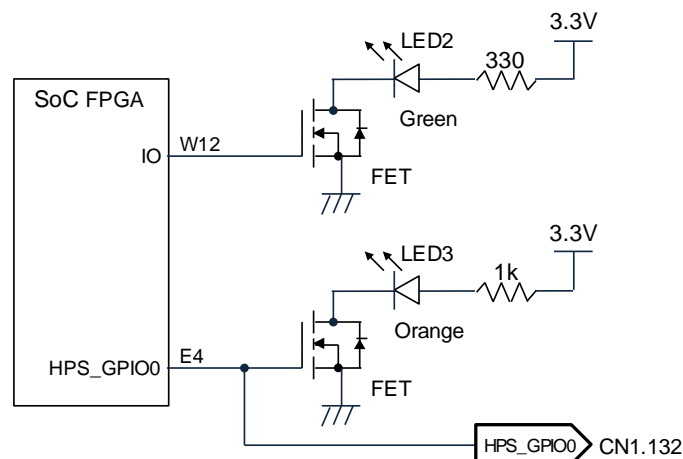 3.3V
LED2
330
SoC FPGA
Green
IO
W12
FET
3.3V
LED3
1k
Orange
HPS_GPIO0
E4
FET
HPS_GPIO0
CN1.132